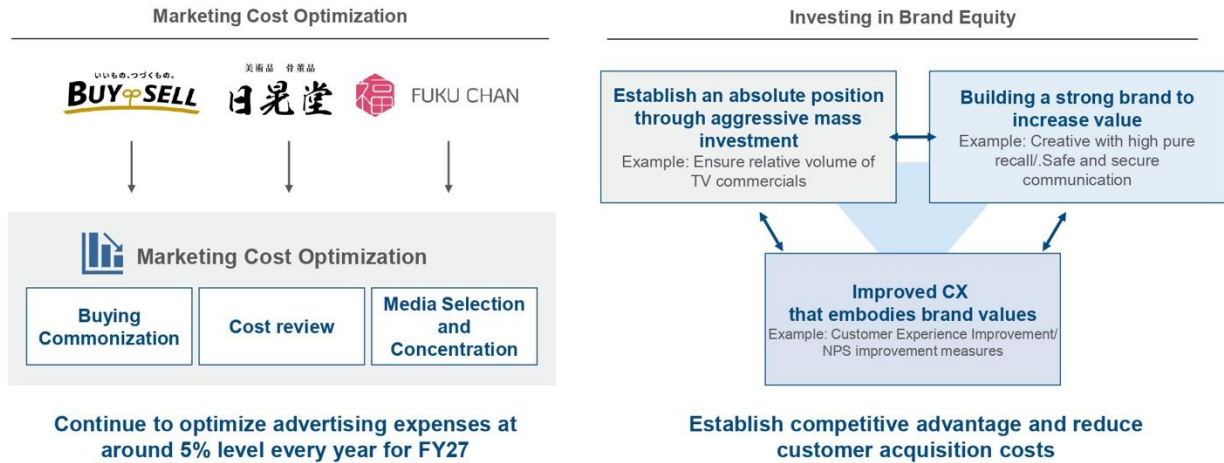 Marketing Cost Optimization
いいもの、つづくもの。
BUY SELL
美術品 骨董品
日晃堂
福
FUKU CHAN
Marketing Cost Optimization
Buying
Commonization
Cost review
Media Selection
and
Concentration
Continue to optimize advertising expenses at
around 5% level every year for FY27
Investing in Brand Equity
Establish an absolute position
through aggressive mass
investment
Example: Ensure relative volume of
TV commercials
Building a strong brand to
increase value
Example: Creative with high pure
recall/.Safe and secure
communication
Improved CX
that embodies brand values
Example: Customer Experience Improvement/
NPS improvement measures
Establish competitive advantage and reduce
customer acquisition costs